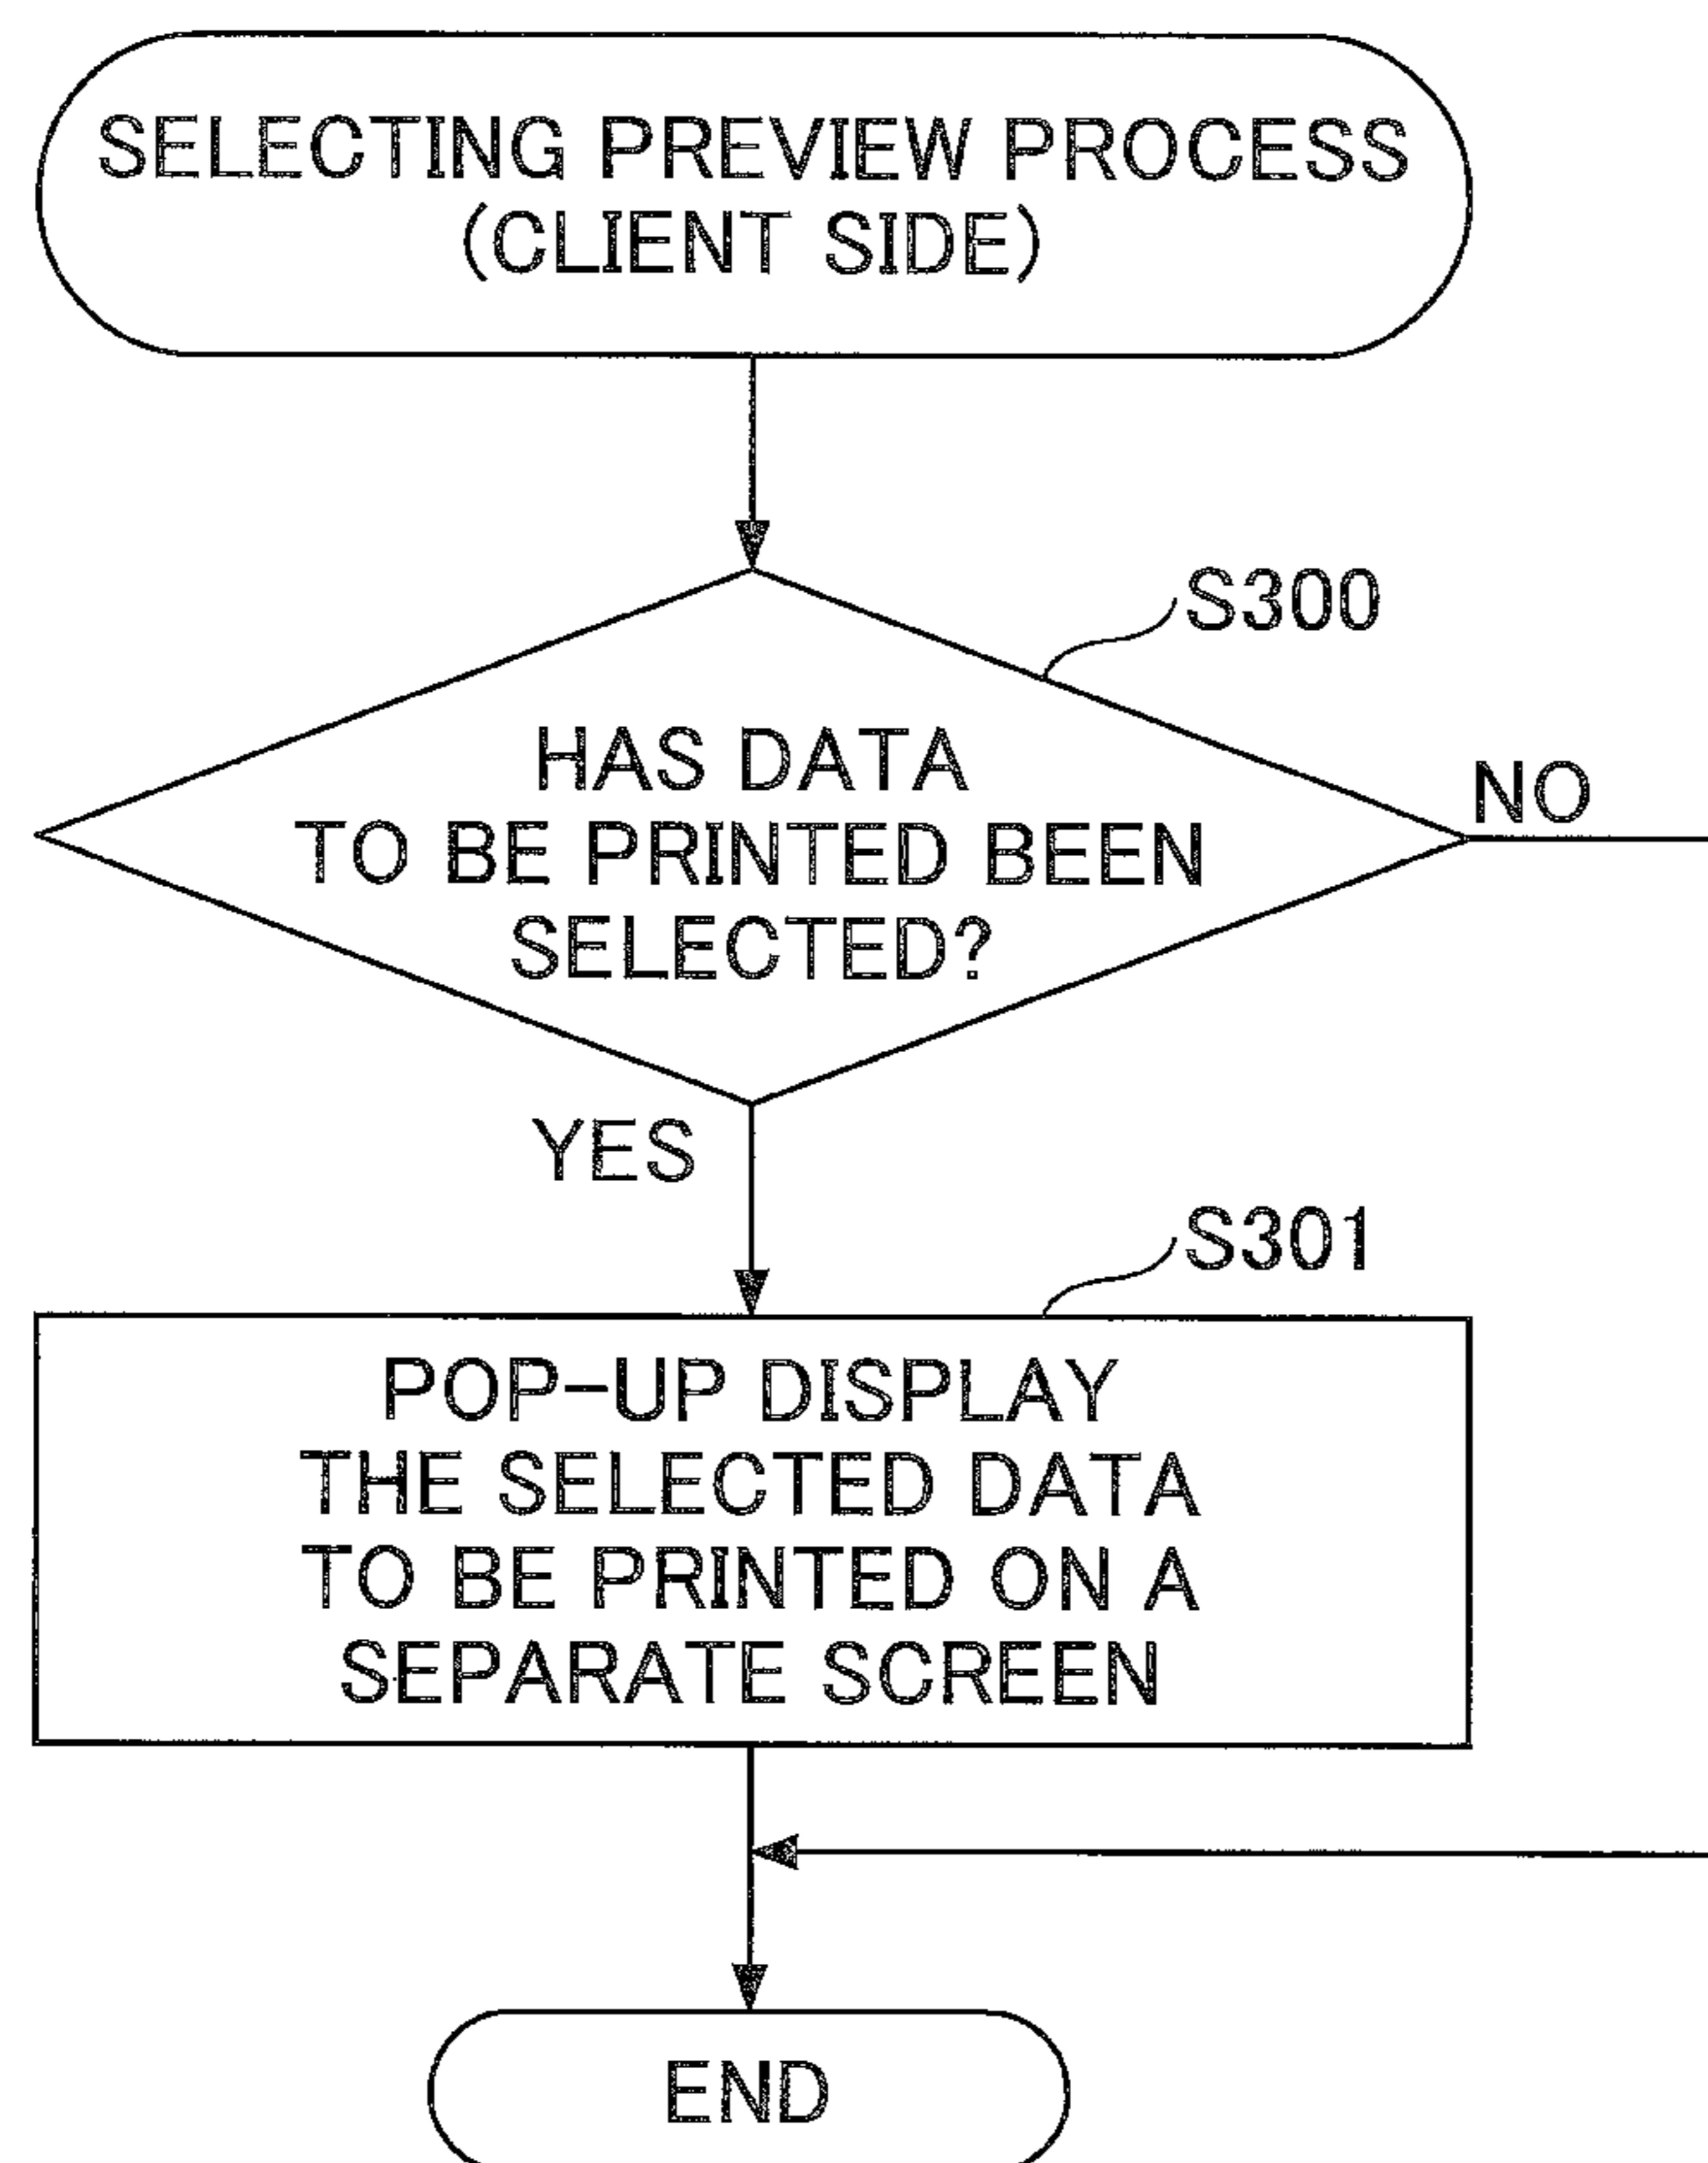 SELECTING PREVIEW PROCESS
(CLIENT SIDE)
S300
HAS DATA
TO BE PRINTED BEEN
SELECTED?
NO
YES
S301
POP-UP DISPLAY
THE SELECTED DATA
TO BE PRINTED ON A
SEPARATE SCREEN
END